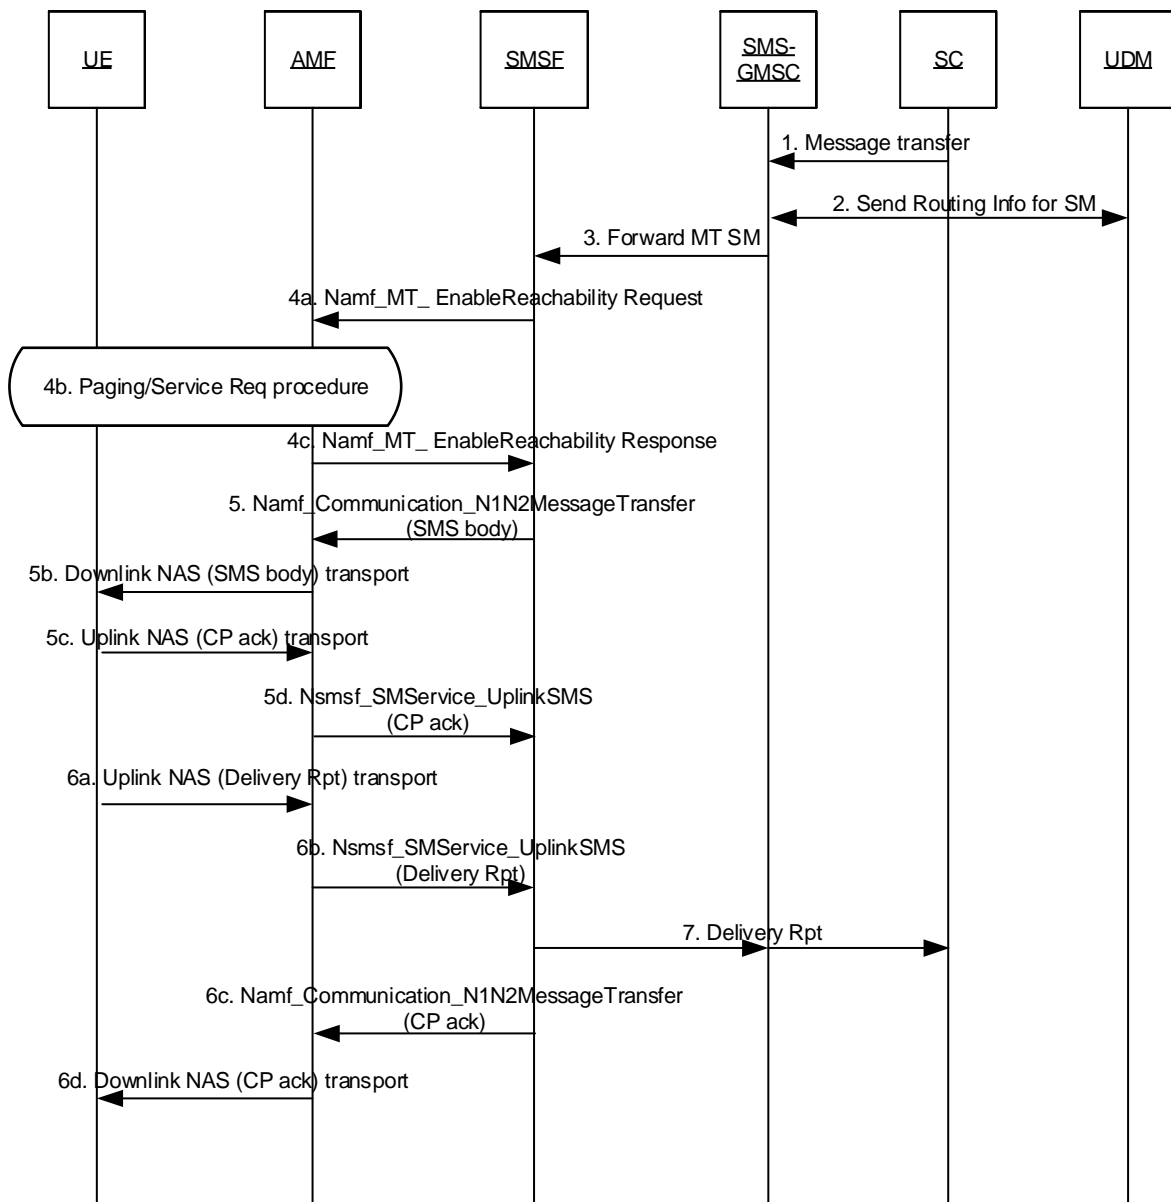 UE
AMF
SMSF
SMS-
GMSC
SC
UDM
1. Message transfer
2. Send Routing Info for SM
3. Forward MT SM
4a. Namf_MT_ EnableReachability Request
4b. Paging/Service Req procedure
4c. Namf_MT_ EnableReachability Response
5. Namf_Communication_N1N2MessageTransfer
(SMS body)
5b. Downlink NAS (SMS body) transport
5c. Uplink NAS (CP ack) transport
5d. Nsmsf_SMService_UplinkSMS
(CP ack)
6a. Uplink NAS (Delivery Rpt) transport
6b. Nsmsf_SMService_UplinkSMS
(Delivery Rpt)
7. Delivery Rpt
6c. Namf_Communication_N1N2MessageTransfer
(CP ack)
6d. Downlink NAS (CP ack) transport